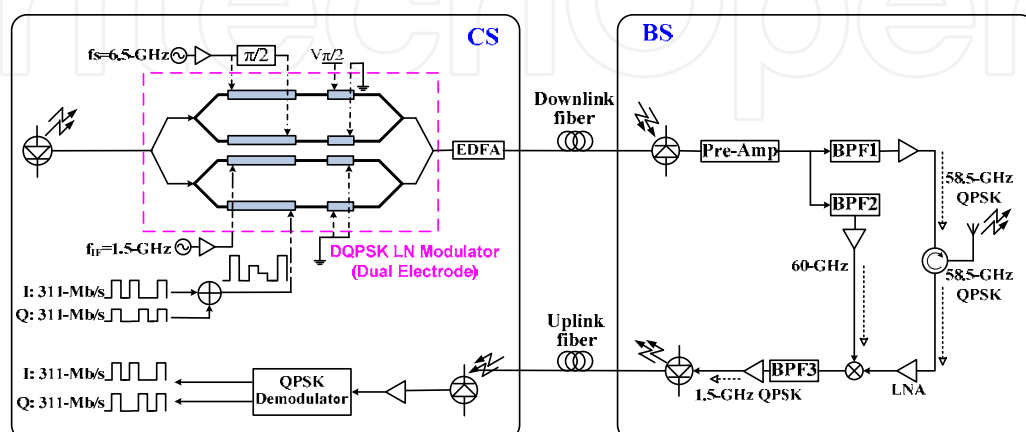 InTechOpen
CS
BS
fs=6.5-GHz
π/2
Vπ/2
EDFA
Downlink
fiber
Pre-Amp
BPF1
58.5-GHz
QPSK
BPF2
60-GHz
58.5-GHz
QPSK
fIF=1.5-GHz
DQPSK LN Modulator
(Dual Electrode)
I: 311-Mb/s
Q: 311-Mb/s
Uplink
fiber
I: 311-Mb/s
Q: 311-Mb/s
QPSK
Demodulator
BPF3
1.5-GHz QPSK
LNA